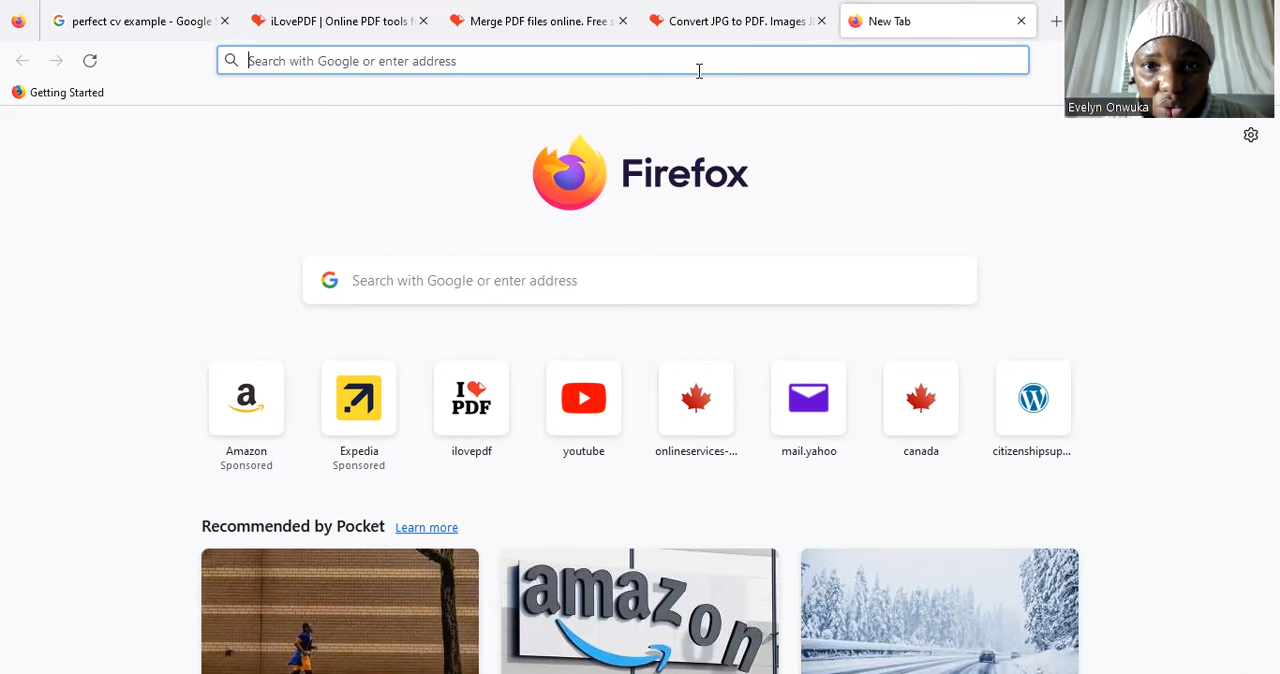 perfect cv example - Google S
iLovePDF | Online PDF tools f
Merge PDF files online. Free s
Convert JPG to PDF. Images J
New Tab
Search with Google or enter address
Getting Started
Evelyn Onwuka
Firefox
Search with Google or enter address
a
I
PDF
W
Amazon
Sponsored
Expedia
Sponsored
ilovepdf
youtube
onlineservices-...
mail.yahoo
canada
citizenshipsup...
Recommended by Pocket
Learn more
amazon